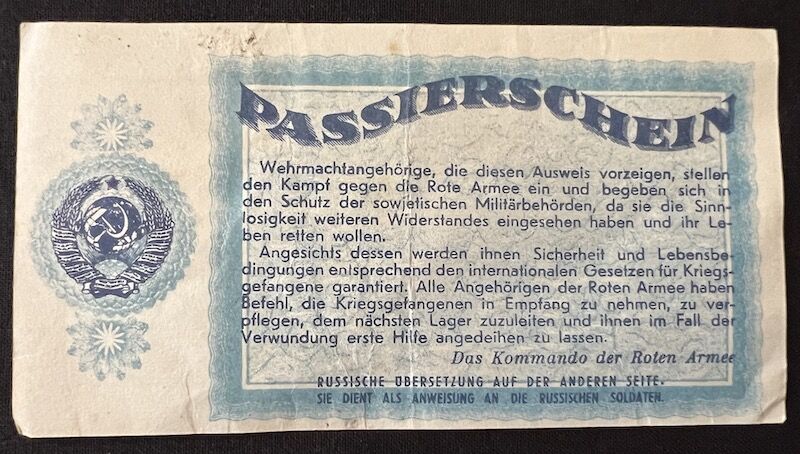 PASSIERSCHEIN
Wehrmachtangehörige, die diesen Ausweis vorzeigen, stellen
den Kampf gegen die Rote Armee ein und begeben sich in
den Schutz der sowjetischen Militärbehörden, da sie die Sinn-
losigkeit weiteren Widerstandes eingesehen haben und ihr Le-
ben retten wollen.
Angesichts dessen werden ihnen Sicherheit und Lebensbe-
dingungen entsprechend den internationalen Gesetzen für Kriegs-
gefangene garantiert. Alle Angehörigen der Roten Armee haben
Befehl, die Kriegsgefangenen in Empfang zu nehmen, zu ver-
pflegen, dem nächsten Lager zuzuleiten und ihnen im Fall der
Verwundung erste Hilfe angedeihen zu lassen.
Das Kommando der Roten Armee
RUSSISCHE ÜBERSETZUNG AUF DER ANDEREN SEITE.
SIE DIENT ALS ANWEISUNG AN DIE RUSSISCHEN SOLDATEN.